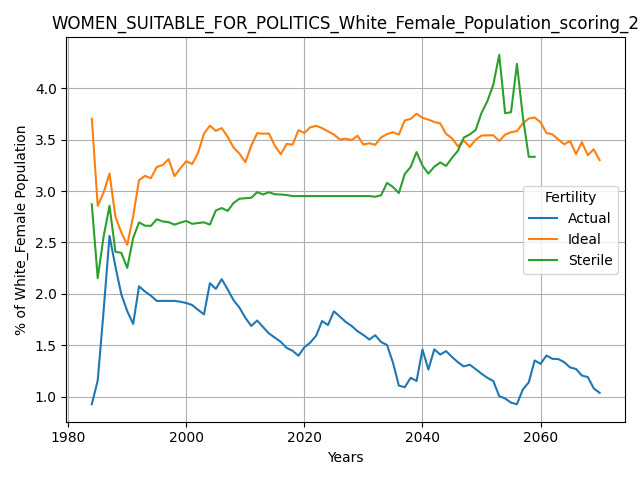 WOMEN_SUITABLE_FOR_POLITICS_White_Female_Population_scoring_2
% of White_Female Population
4.0
3.5
3.0
2.5
2.0
1.5
1.0
Fertility
Actual
Ideal
Sterile
1980
2000
2020
2040
2060
Years